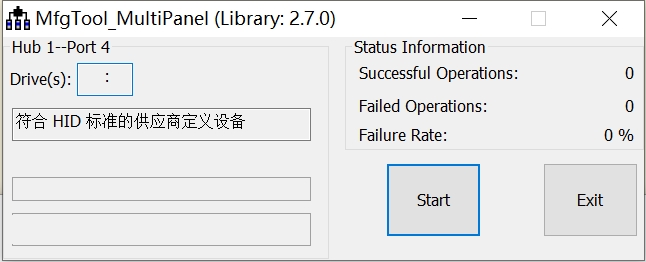 MfgTool_MultiPanel (Library: 2.7.0)
Hub 1--Port 4
Drive(s): :
符合 HID 标准的供应商定义设备
Status Information
Successful Operations: 0
Failed Operations: 0
Failure Rate: 0 %
Start Exit